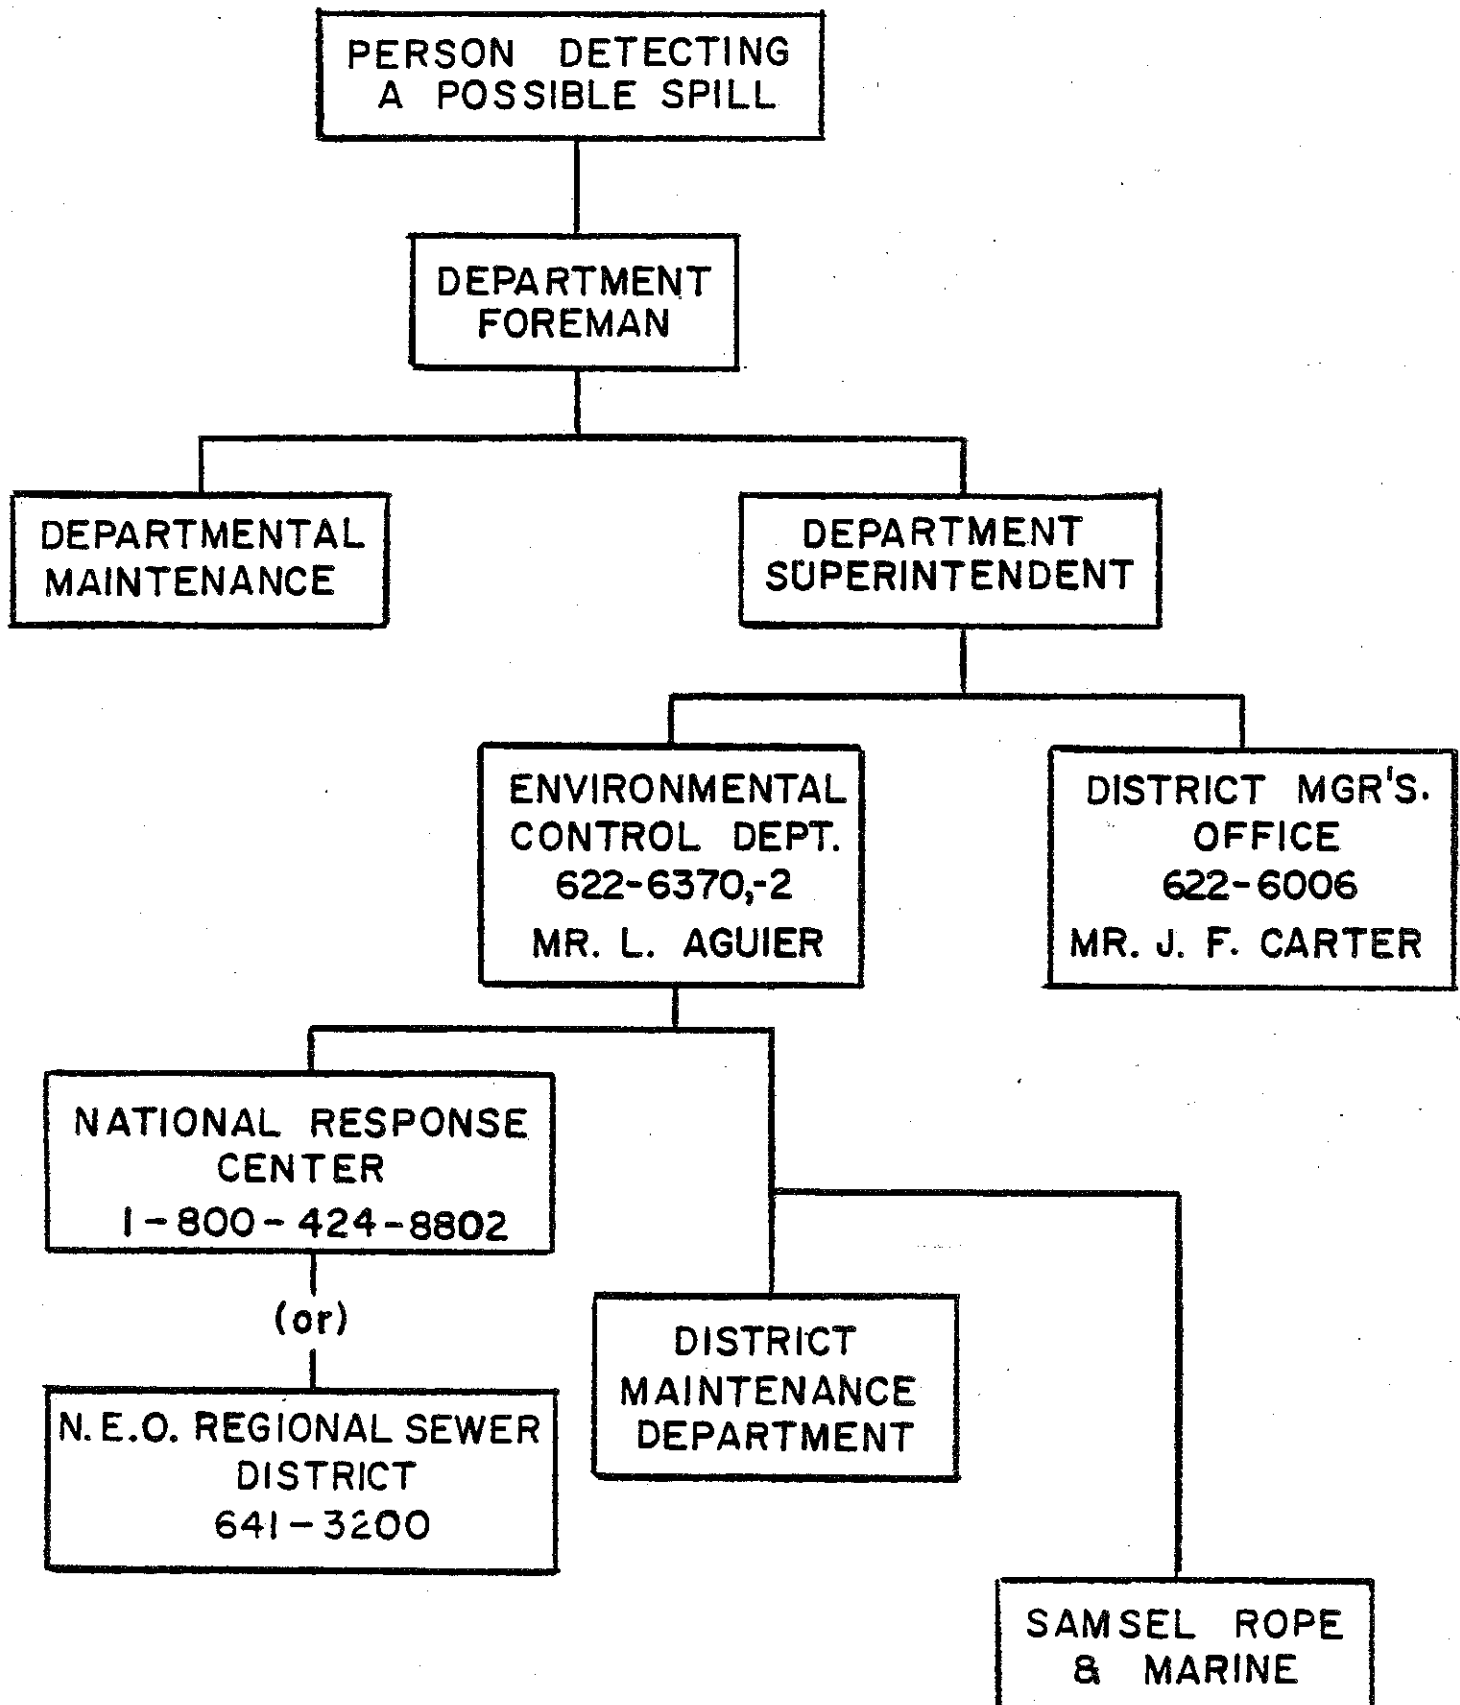 PERSON DETECTING
A POSSIBLE SPILL
DEPARTMENT
FOREMAN
DEPARTMENTAL
MAINTENANCE
DEPARTMENT
SUPERINTENDENT
ENVIRONMENTAL
CONTROL DEPT.
622-6370,-2
MR. L. AGUIER
DISTRICT MGR'S.
OFFICE
622-6006
MR. J. F. CARTER
NATIONAL RESPONSE
CENTER
1-800-424-8802
(or)
N.E.O. REGIONAL SEWER
DISTRICT
641-3200
DISTRICT
MAINTENANCE
DEPARTMENT
SAMSEL ROPE
& MARINE